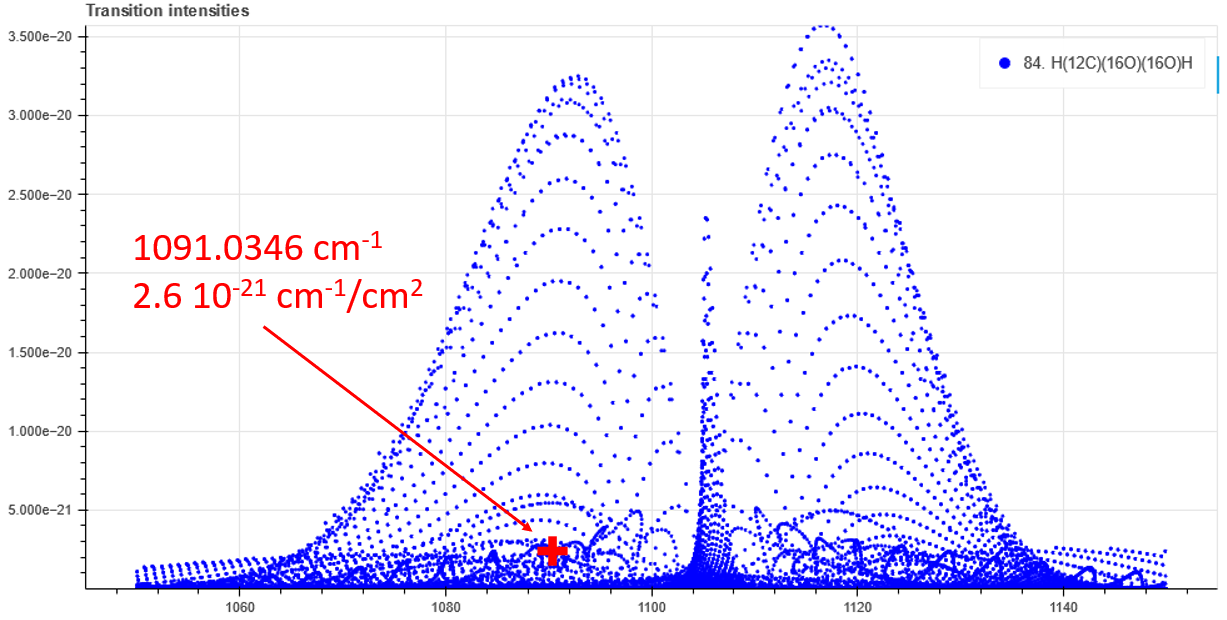 Transition intensities
3.500e−20
3.000e−20
2.500e−20
2.000e−20
1.500e−20
1.000e−20
5.000e−21
84. H(12C)(16O)(16O)H
1091.0346 cm-1
2.6 10-21 cm-1/cm2
1060 1080 1100 1120 1140